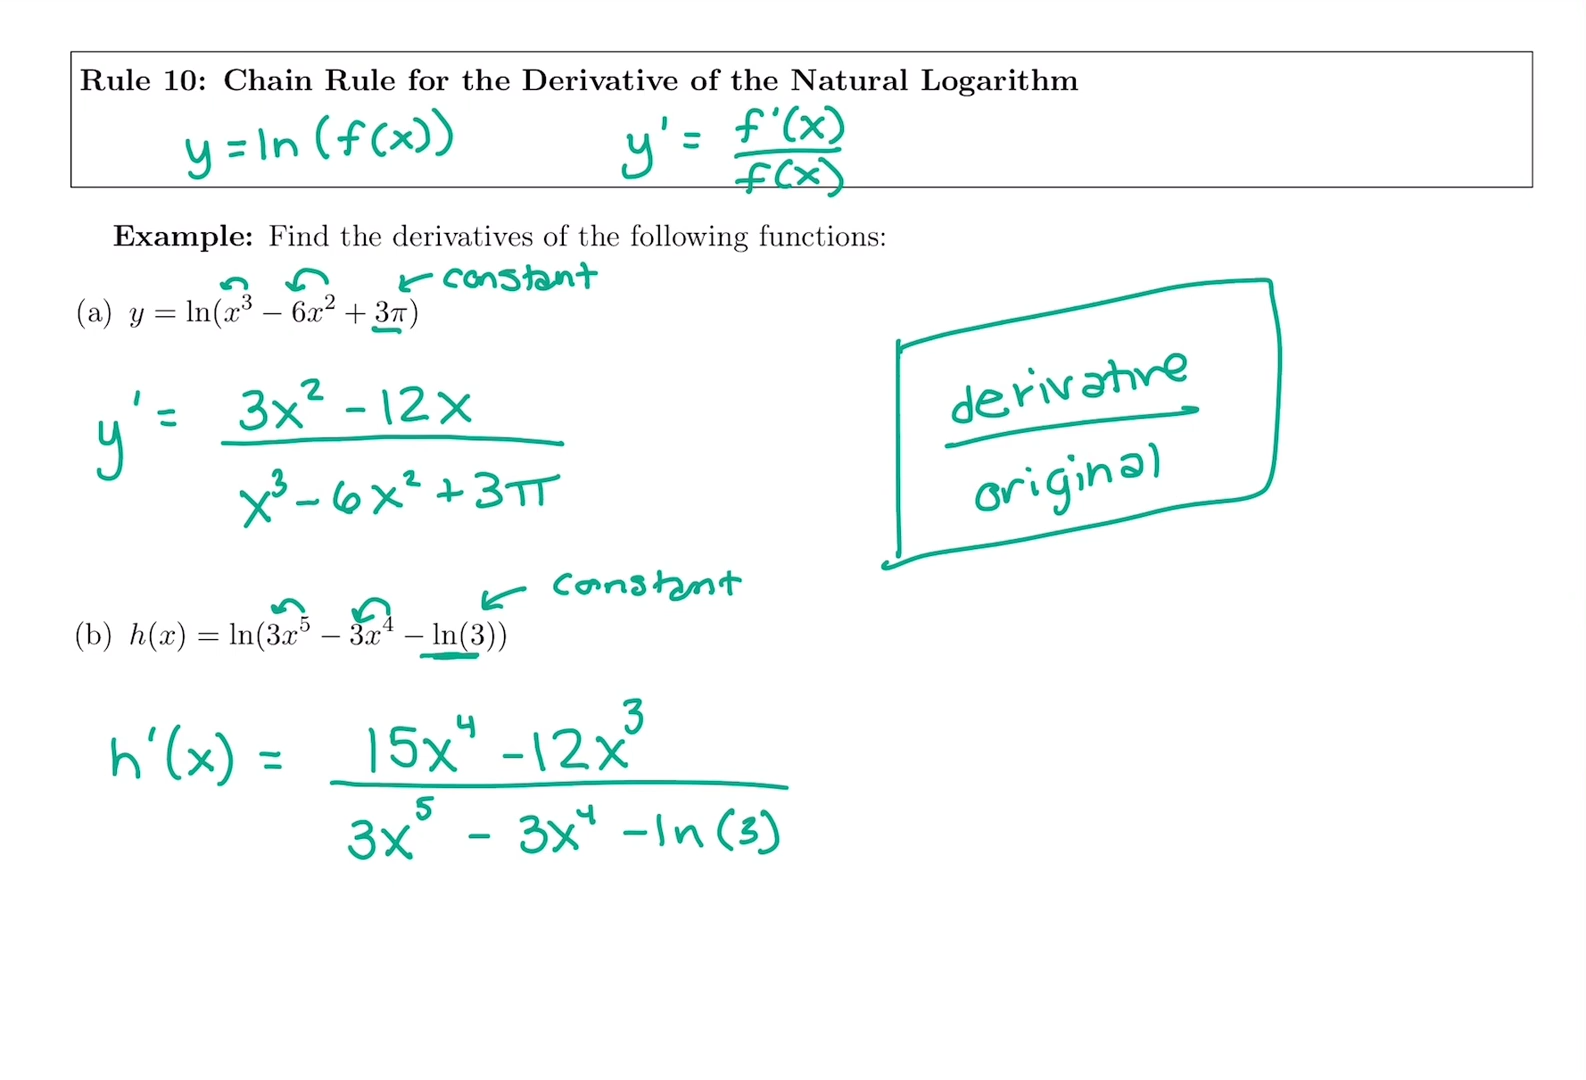 Rule 10: Chain Rule for the Derivative of the Natural Logarithm
y = ln (f(x)) y' = f'(x) / f(x)
Example: Find the derivatives of the following functions:
← constant
(a) y = ln(x³ − 6x² + 3π)
y' = 3x² - 12x / x³ - 6x² + 3π
derivative
original
← constant
(b) h(x) = ln(3x⁵ − 3x⁴ − ln(3))
h'(x) = 15x⁴ - 12x³ / 3x⁵ - 3x⁴ - ln(3)